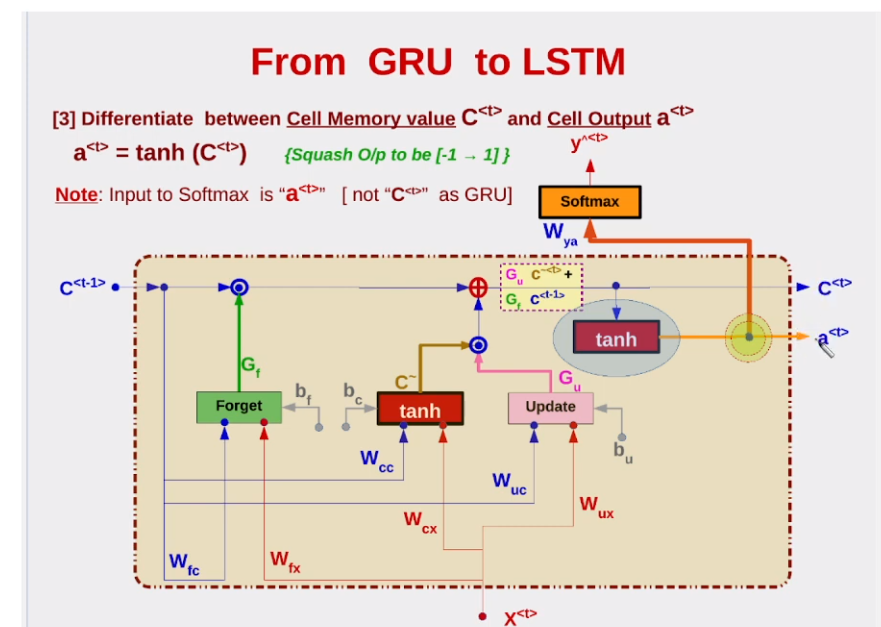 From GRU to LSTM
[3] Differentiate between Cell Memory value C<t> and Cell Output a<t>
a<t> = tanh (C<t>) {Squash O/p to be [-1 → 1] }
y^<t>
Note: Input to Softmax is “a<t>” [ not “C<t>” as GRU]
Softmax
Wya
C<t-1>
Gu c~<t> +
Gf c<t-1>
C<t>
tanh
a<t>
Gf
C~
Gu
bf
bc
Forget
tanh
Update
bu
Wcc
Wuc
Wcx
Wux
Wfc
Wfx
X<t>